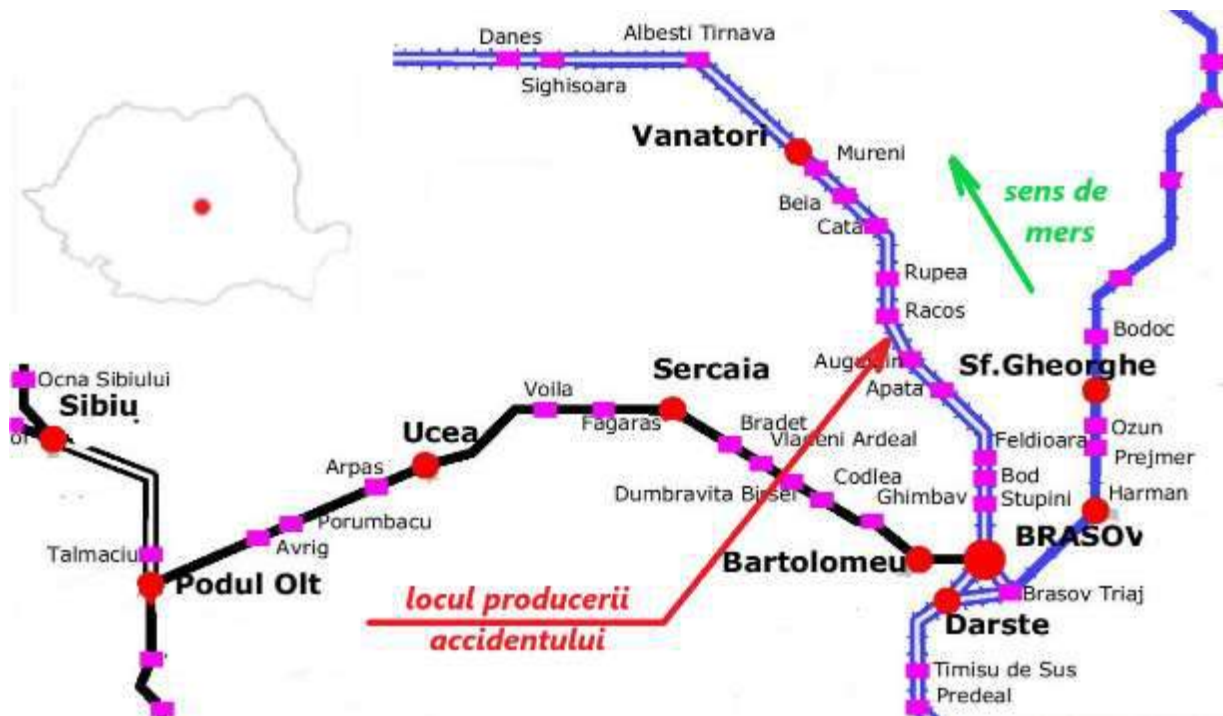 Danes
Albesti Tirnava
Sighisoara
Vanatori
Mureni
Beia
Cata
sens de
mers
Rupea
Racos
Bodoc
Augustin
Sf.Gheorghe
Apata
Ocna Sibiului
Sibiu
Sercaia
Voila
Fagaras
Ucea
Bradet
Vladeni Ardeal
Ozun
Feldioara
Prejmer
Arpas
Codlea
Bod
Dumbravita Birsei
Ghimbav
Stupini
Harman
Porumbacu
Avrig
BRASOV
Talmaciu
Bartolomeu
Podul Olt
locul producerii
accidentului
Brasov Triaj
Darste
Timisu de Sus
Predeal